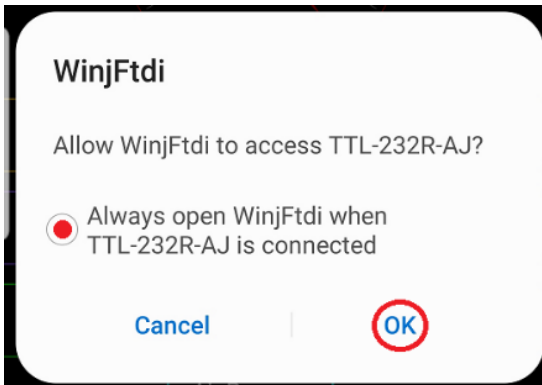 WinjFtdi
Allow WinjFtdi to access TTL-232R-AJ?
Always open WinjFtdi when
TTL-232R-AJ is connected
Cancel
OK